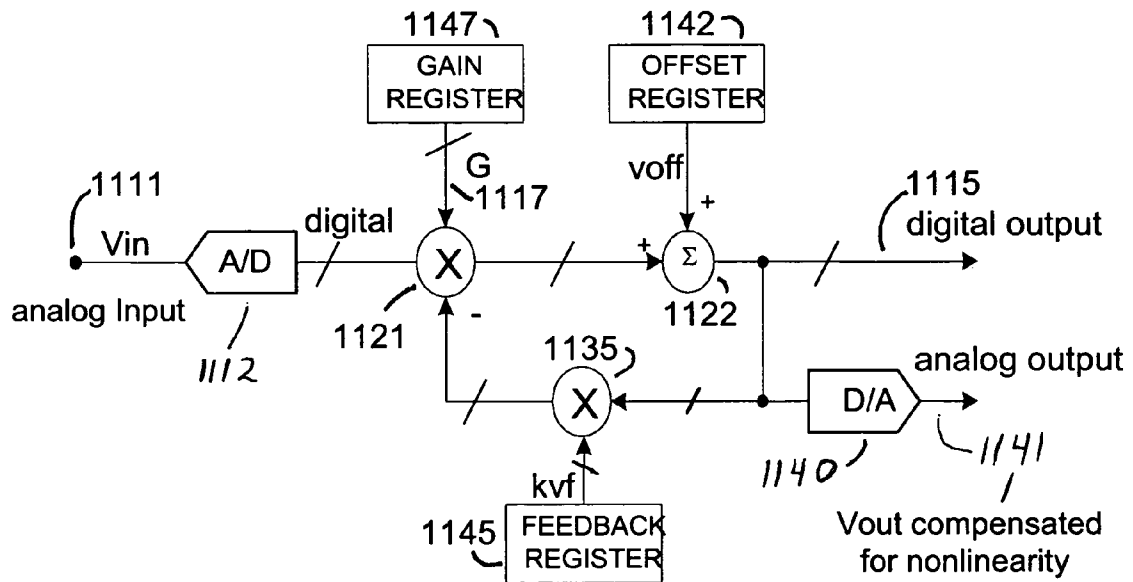 1147
1142
GAIN
REGISTER
OFFSET
REGISTER
G
voff
1111
1117
+
1115
digital output
Vin
A/D
digital
X
+
Σ
analog Input
1121
-
1122
1112
1135
analog output
X
D/A
kvf
1140
1141
1145
FEEDBACK
REGISTER
Vout compensated
for nonlinearity